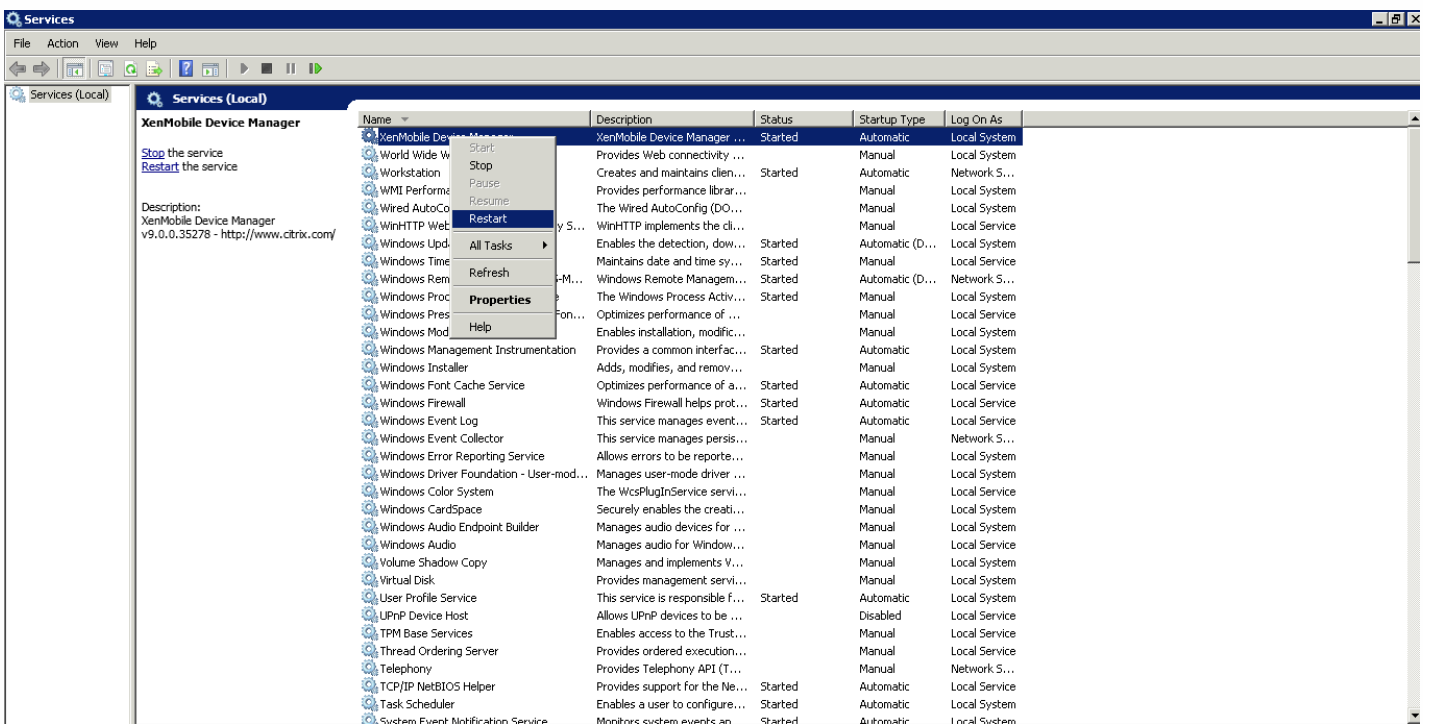 Services
File Action View Help
Services (Local)
Services (Local)
XenMobile Device Manager
Stop the service
Restart the service
Description:
XenMobile Device Manager
v9.0.0.35278 - http://www.citrix.com/
Name Description Status Startup Type Log On As
XenMobile Device Manager XenMobile Device Manager ... Started Automatic Local System
World Wide W Provides Web connectivity ... Manual Local System
Workstation Creates and maintains clien... Started Automatic Network S...
WMI Performa Provides performance librar... Manual Local System
Wired AutoCo The Wired AutoConfig (DO... Manual Local System
WinHTTP Web y S... WinHTTP implements the cli... Manual Local Service
Windows Upd Enables the detection, dow... Started Automatic (D... Local System
Windows Time Maintains date and time sy... Started Manual Local Service
Windows Rem S-M... Windows Remote Managem... Started Automatic (D... Network S...
Windows Proc e The Windows Process Activ... Started Manual Local System
Windows Pres Fon... Optimizes performance of ... Manual Local Service
Windows Mod Enables installation, modific... Manual Local System
Windows Management Instrumentation Provides a common interfac... Started Automatic Local System
Windows Installer Adds, modifies, and remov... Manual Local System
Windows Font Cache Service Optimizes performance of a... Started Automatic Local Service
Windows Firewall Windows Firewall helps prot... Started Automatic Local Service
Windows Event Log This service manages event... Started Automatic Local Service
Windows Event Collector This service manages persis... Manual Network S...
Windows Error Reporting Service Allows errors to be reporte... Manual Local System
Windows Driver Foundation - User-mod... Manages user-mode driver ... Manual Local System
Windows Color System The WcsPlugInService servi... Manual Local Service
Windows CardSpace Securely enables the creati... Manual Local System
Windows Audio Endpoint Builder Manages audio devices for ... Manual Local System
Windows Audio Manages audio for Window... Manual Local Service
Volume Shadow Copy Manages and implements V... Manual Local System
Virtual Disk Provides management servi... Manual Local System
User Profile Service This service is responsible f... Started Automatic Local System
UPnP Device Host Allows UPnP devices to be ... Disabled Local Service
TPM Base Services Enables access to the Trust... Manual Local Service
Thread Ordering Server Provides ordered execution... Manual Local Service
Telephony Provides Telephony API (T... Manual Network S...
TCP/IP NetBIOS Helper Provides support for the Ne... Started Automatic Local Service
Task Scheduler Enables a user to configure... Started Automatic Local System
System Event Notification Service Monitors system events an... Started Automatic Local System
Start
Stop
Pause
Resume
Restart
All Tasks
Refresh
Properties
Help